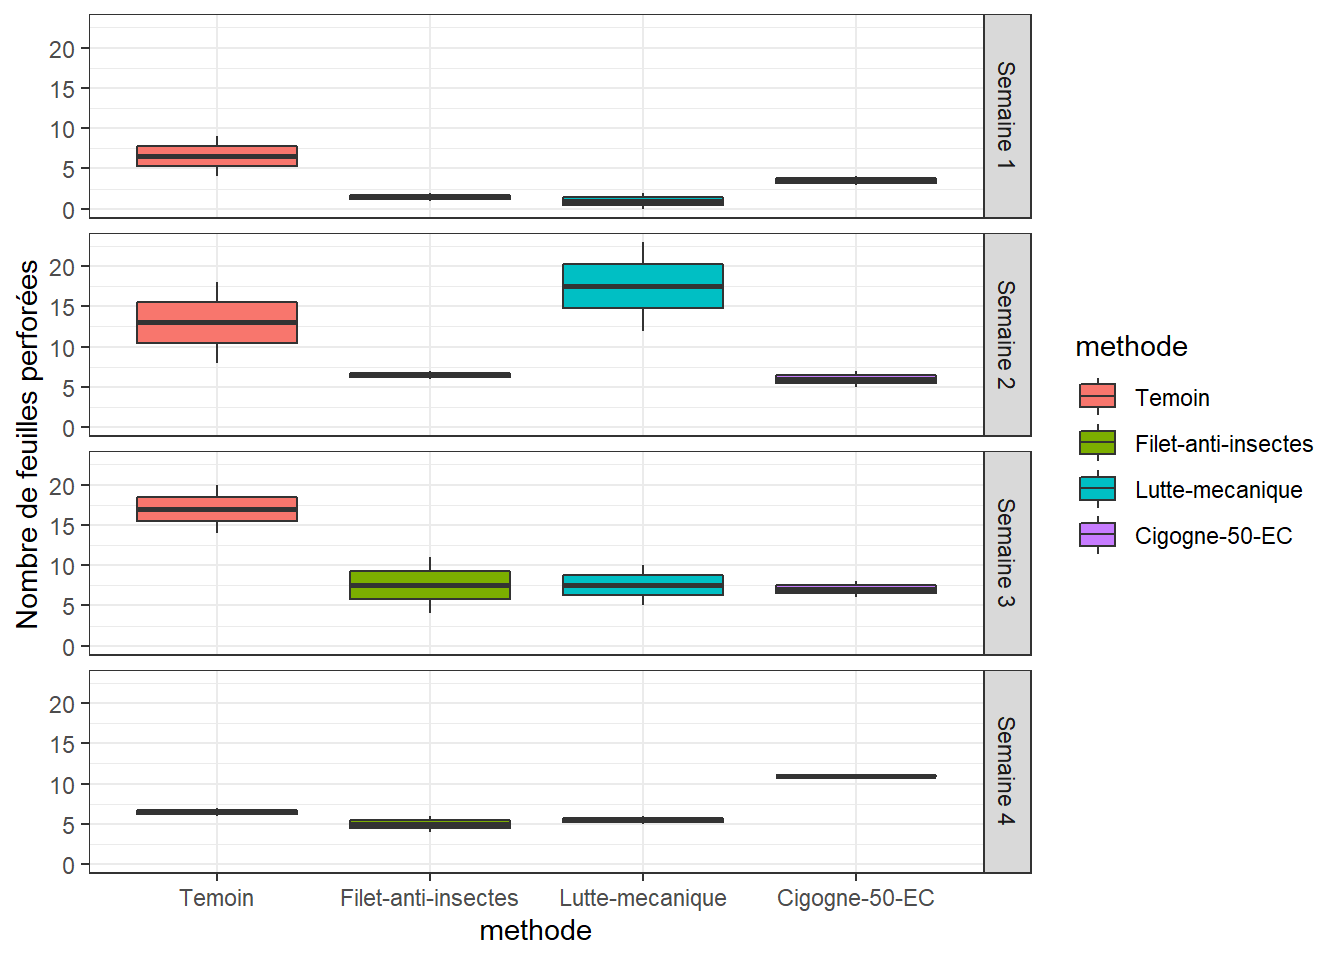 Nombre de feuilles perforées
20
15
10
5
0
Semaine 1
20
15
10
5
0
Semaine 2
20
15
10
5
0
Semaine 3
20
15
10
5
0
Semaine 4
Temoin Filet-anti-insectes Lutte-mecanique Cigogne-50-EC
methode
methode
Temoin
Filet-anti-insectes
Lutte-mecanique
Cigogne-50-EC